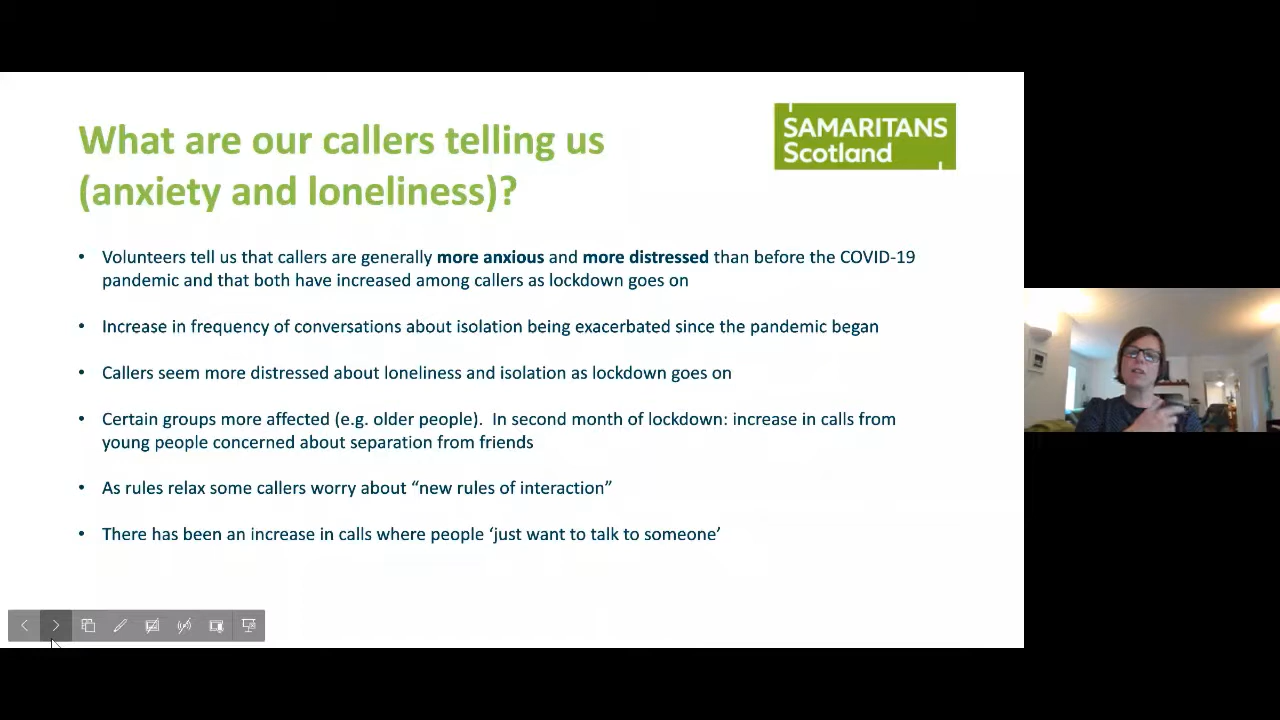 What are our callers telling us
(anxiety and loneliness)?
SAMARITANS
Scotland
• Volunteers tell us that callers are generally more anxious and more distressed than before the COVID-19
pandemic and that both have increased among callers as lockdown goes on
• Increase in frequency of conversations about isolation being exacerbated since the pandemic began
• Callers seem more distressed about loneliness and isolation as lockdown goes on
• Certain groups more affected (e.g. older people).  In second month of lockdown: increase in calls from
young people concerned about separation from friends
• As rules relax some callers worry about “new rules of interaction”
• There has been an increase in calls where people ‘just want to talk to someone’